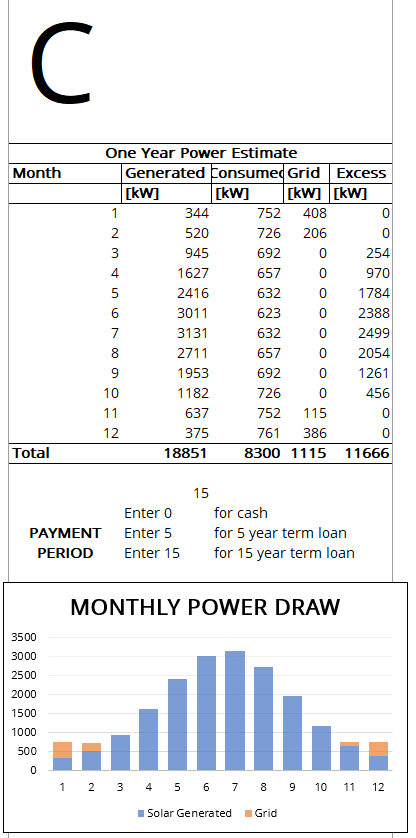 C
One Year Power Estimate
Month Generated Consumed Grid Excess
[kW] [kW] [kW] [kW]
1 344 752 408 0
2 520 726 206 0
3 945 692 0 254
4 1627 657 0 970
5 2416 632 0 1784
6 3011 623 0 2388
7 3131 632 0 2499
8 2711 657 0 2054
9 1953 692 0 1261
10 1182 726 0 456
11 637 752 115 0
12 375 761 386 0
Total 18851 8300 1115 11666
15
Enter 0 for cash
PAYMENT Enter 5 for 5 year term loan
PERIOD Enter 15 for 15 year term loan
MONTHLY POWER DRAW
3500
3000
2500
2000
1500
1000
500
0
1 2 3 4 5 6 7 8 9 10 11 12
Solar Generated Grid